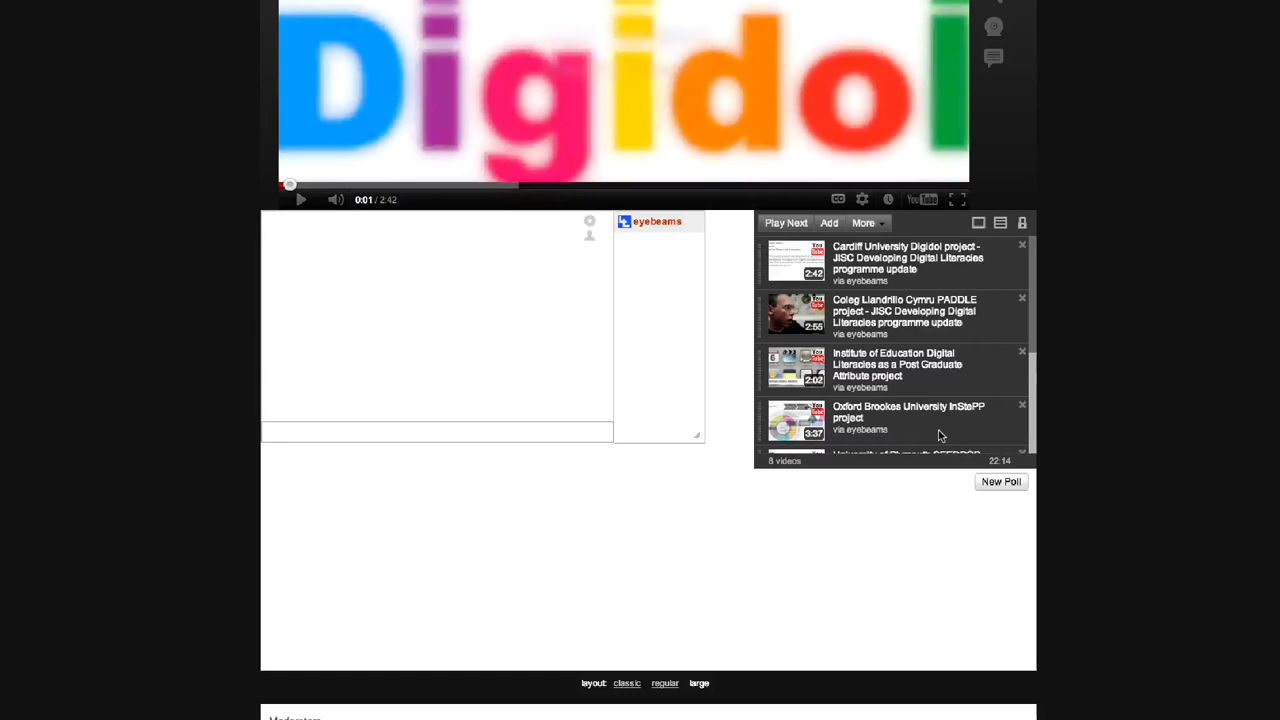 Digidol
0:01 / 2:42
CC
You Tube
eyebeams
Play Next Add More
Cardiff University Digidol project -
JISC Developing Digital Literacies
programme update
via eyebeams
2:42
Coleg Llandrillo Cymru PADDLE
project - JISC Developing Digital
Literacies programme update
via eyebeams
2:55
Institute of Education Digital
Literacies as a Post Graduate
Attribute project
via eyebeams
2:02
Oxford Brookes University InStePP
project
via eyebeams
3:37
8 videos 22:14
New Poll
layout: classic regular large